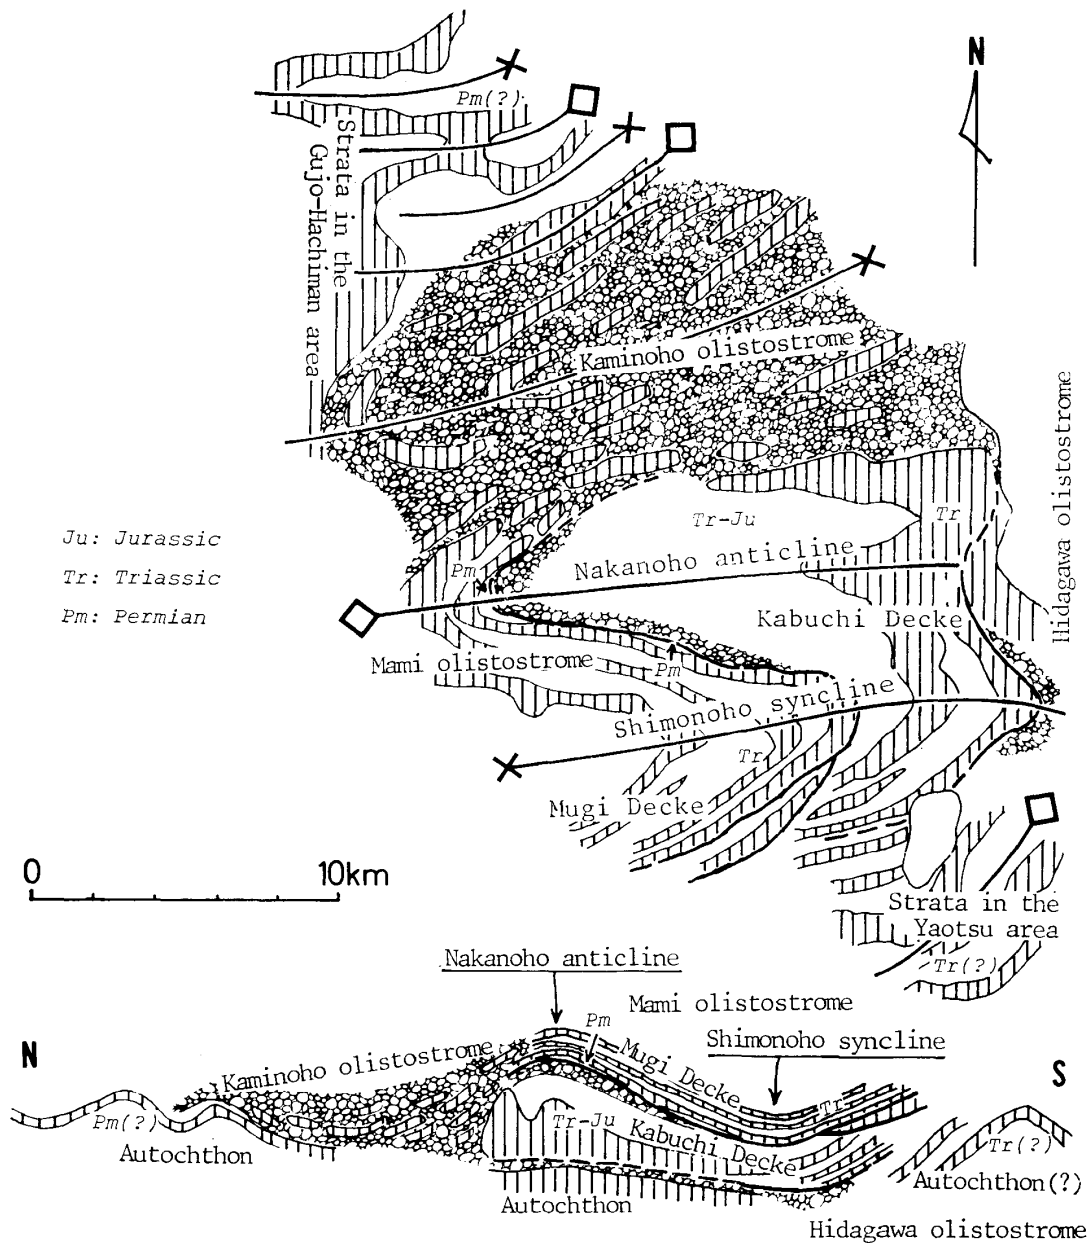 N
Pm(?)
Strata in the
Gujo-Hachiman area
Kaminoho olistostrome
Hidagawa olistostrome
Ju: Jurassic
Tr: Triassic
Pm: Permian
Tr-Ju
Tr
Pm
Nakanoho anticline
Kabuchi Decke
Mami olistostrome
Pm
Shimonoho syncline
Tr
Mugi Decke
0
10km
Strata in the
Yaotsu area
Tr(?)
Nakanoho anticline
Mami olistostrome
Pm
Shimonoho syncline
N
S
Kaminoho olistostrome
Mugi Decke
Tr
Pm(?)
Tr-Ju
Kabuchi Decke
Tr(?)
Autochthon
Autochthon(?)
Autochthon
Hidagawa olistostrome